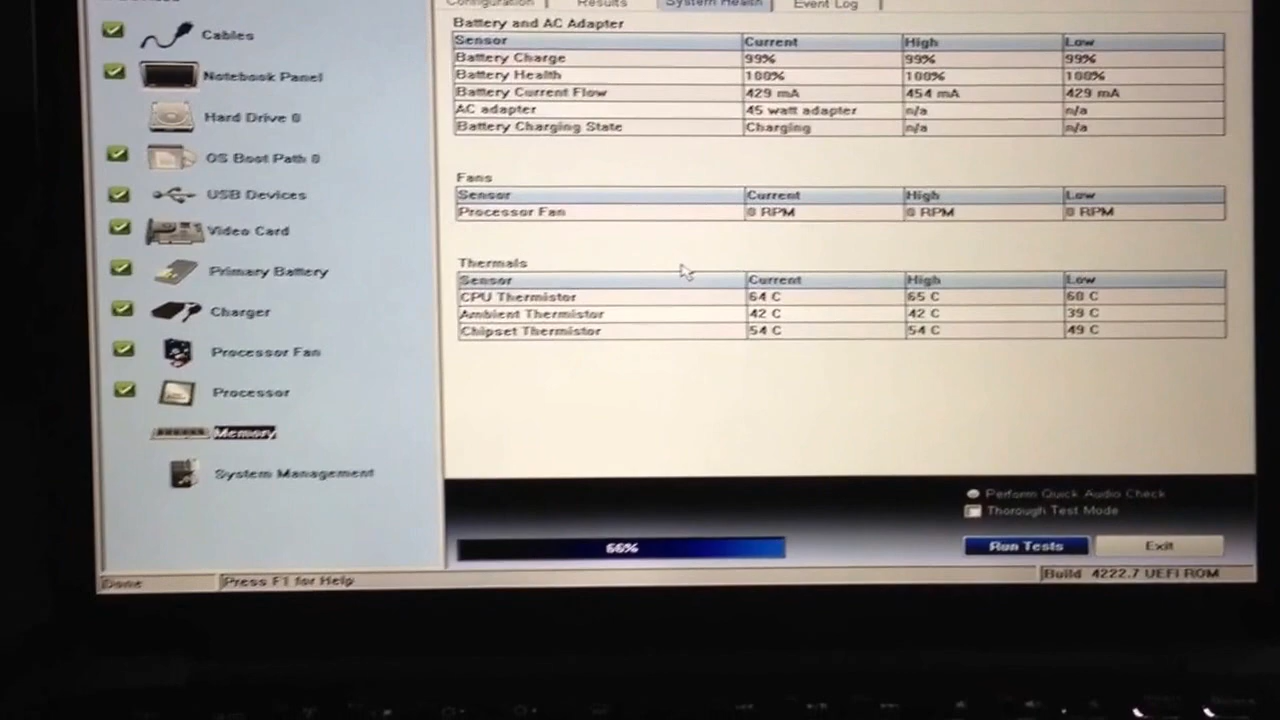 Configuration
Results
System Health
Event Log
Cables
Notebook Panel
Hard Drive 0
OS Boot Path 0
USB Devices
Video Card
Primary Battery
Charger
Processor Fan
Processor
Memory
System Management
Battery and AC Adapter
Sensor Current High Low
Battery Charge 99% 99% 99%
Battery Health 100% 100% 100%
Battery Current Flow 429 mA 454 mA 429 mA
AC adapter 45 watt adapter n/a n/a
Battery Charging State Charging n/a n/a
Fans
Sensor Current High Low
Processor Fan 0 RPM 0 RPM 0 RPM
Thermals
Sensor Current High Low
CPU Thermistor 64 C 65 C 60 C
Ambient Thermistor 42 C 42 C 39 C
Chipset Thermistor 54 C 54 C 49 C
Perform Quick Audio Check
Thorough Test Mode
66%
Run Tests
Exit
Done
Press F1 for Help
Build 4222.7 UEFI ROM